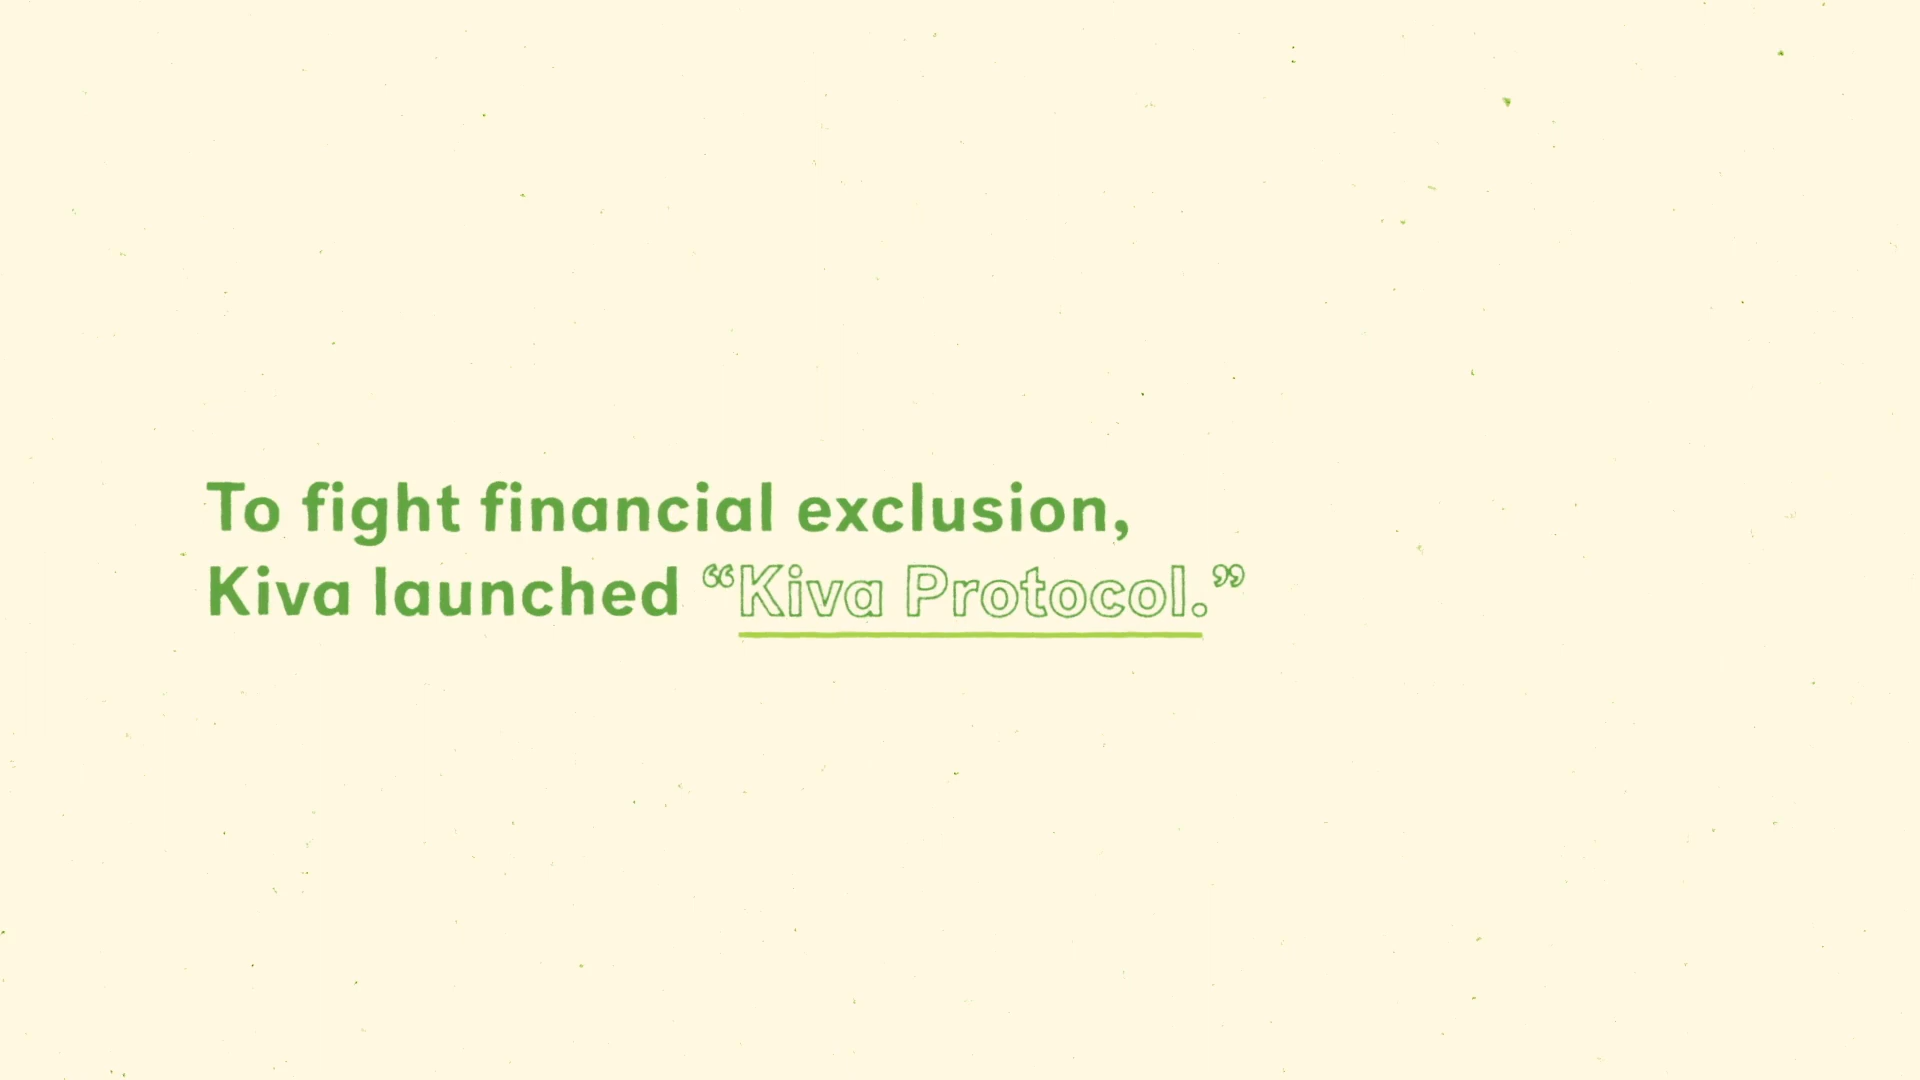 To fight financial exclusion,
Kiva launched “Kiva Protocol.”